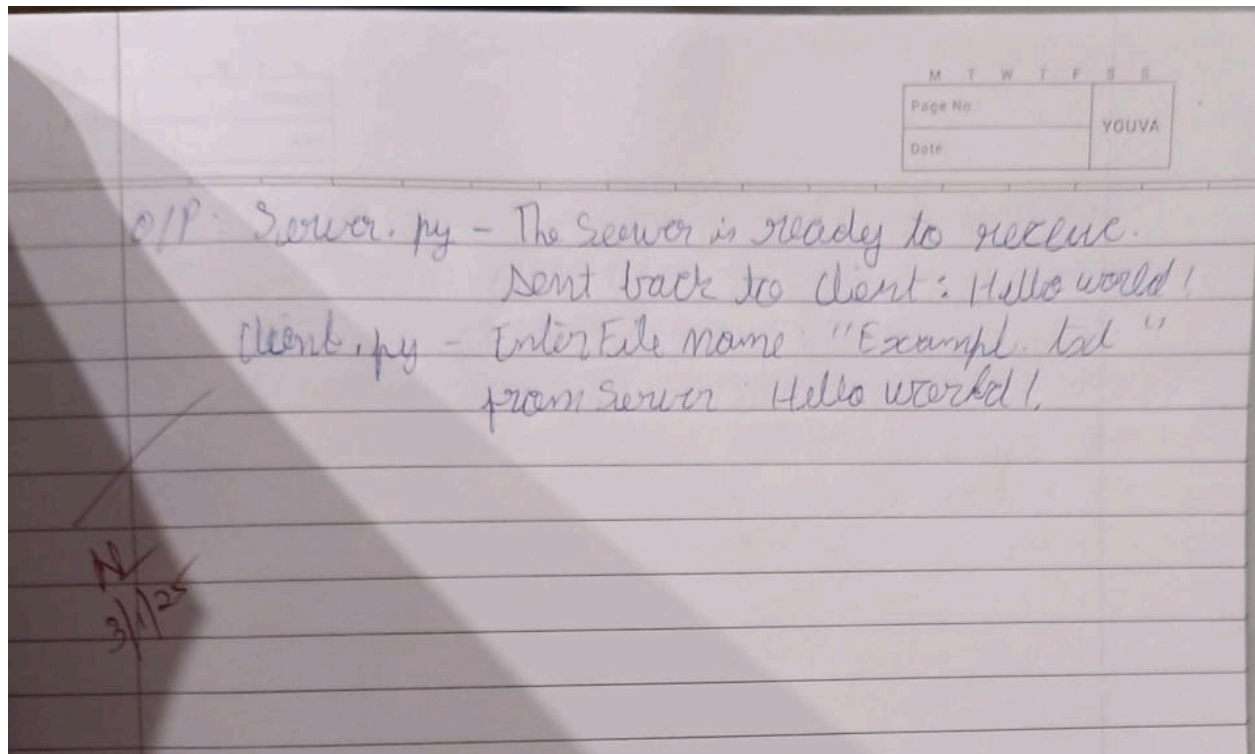 M T W T F S S
Page No.
YOUVA
Date
O/P. Server.py - The Seever is ready to receive.
Sent back to Client: Hello world!
Client.py - Enter File name "Exampl. txt"
from Server Hello world!
3/1/25